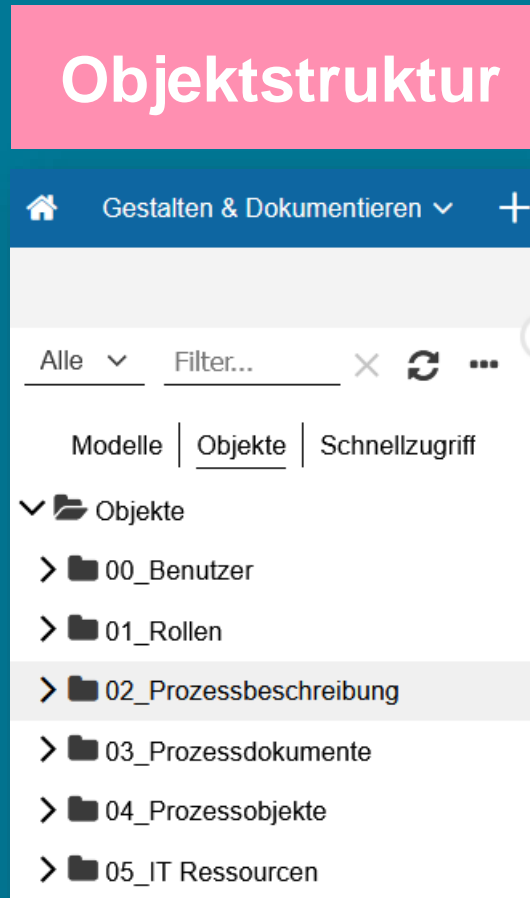 Objektstruktur
Gestalten & Dokumentieren
Alle Filter...
Modelle Objekte Schnellzugriff
Objekte
00_Benutzer
01_Rollen
02_Prozessbeschreibung
03_Prozessdokumente
04_Prozessobjekte
05_IT Ressourcen